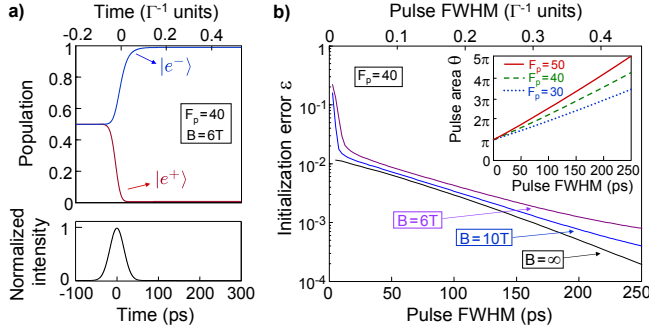 a)
Time (Γ⁻¹ units)
-0.2 0 0.2 0.4
Population
1
0.8
0.6
0.4
0.2
0
|e⁻⟩
F_p=40
B=6T
|e⁺⟩
Normalized intensity
1
0
-100 0 100 200 300
Time (ps)
b)
Pulse FWHM (Γ⁻¹ units)
0 0.1 0.2 0.3 0.4
Initialization error ε
1
10⁻¹
10⁻²
10⁻³
10⁻⁴
F_p=40
B=6T
B=10T
B=∞
0 50 100 150 200 250
Pulse FWHM (ps)
Pulse area θ
5π
4π
3π
2π
π
0
F_p=50
F_p=40
F_p=30
0 50 100 150 200 250
Pulse FWHM (ps)